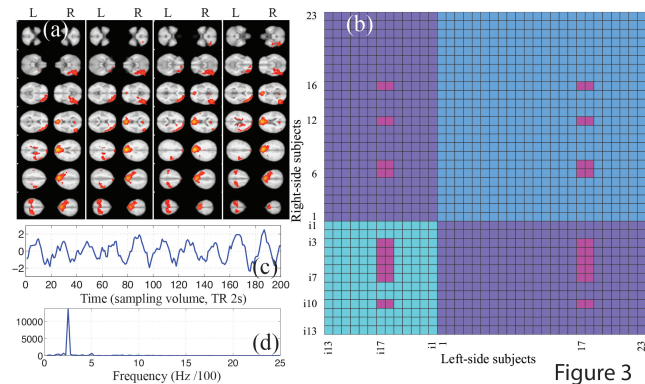 L R L R L R L R
(a)
2
0
−2
(c)
0 20 40 60 80 100 120 140 160 180 200
Time (sampling volume, TR 2s)
10000
5000
0
(d)
0 5 10 15 20 25
Frequency (Hz /100)
23
(b)
16
12
6
1
i1
i3
i7
i10
i13
Right-side subjects
i13 i17 i1 1 17 23
Left-side subjects
Figure 3